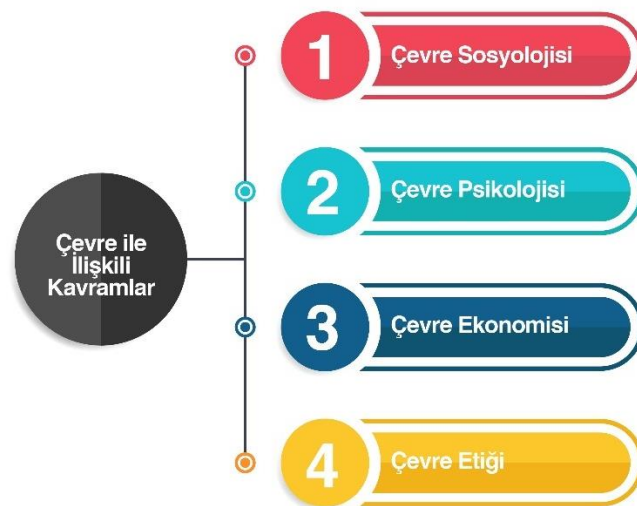 Çevre ile
İlişkili
Kavramlar
1
Çevre Sosyolojisi
2
Çevre Psikolojisi
3
Çevre Ekonomisi
4
Çevre Etiği